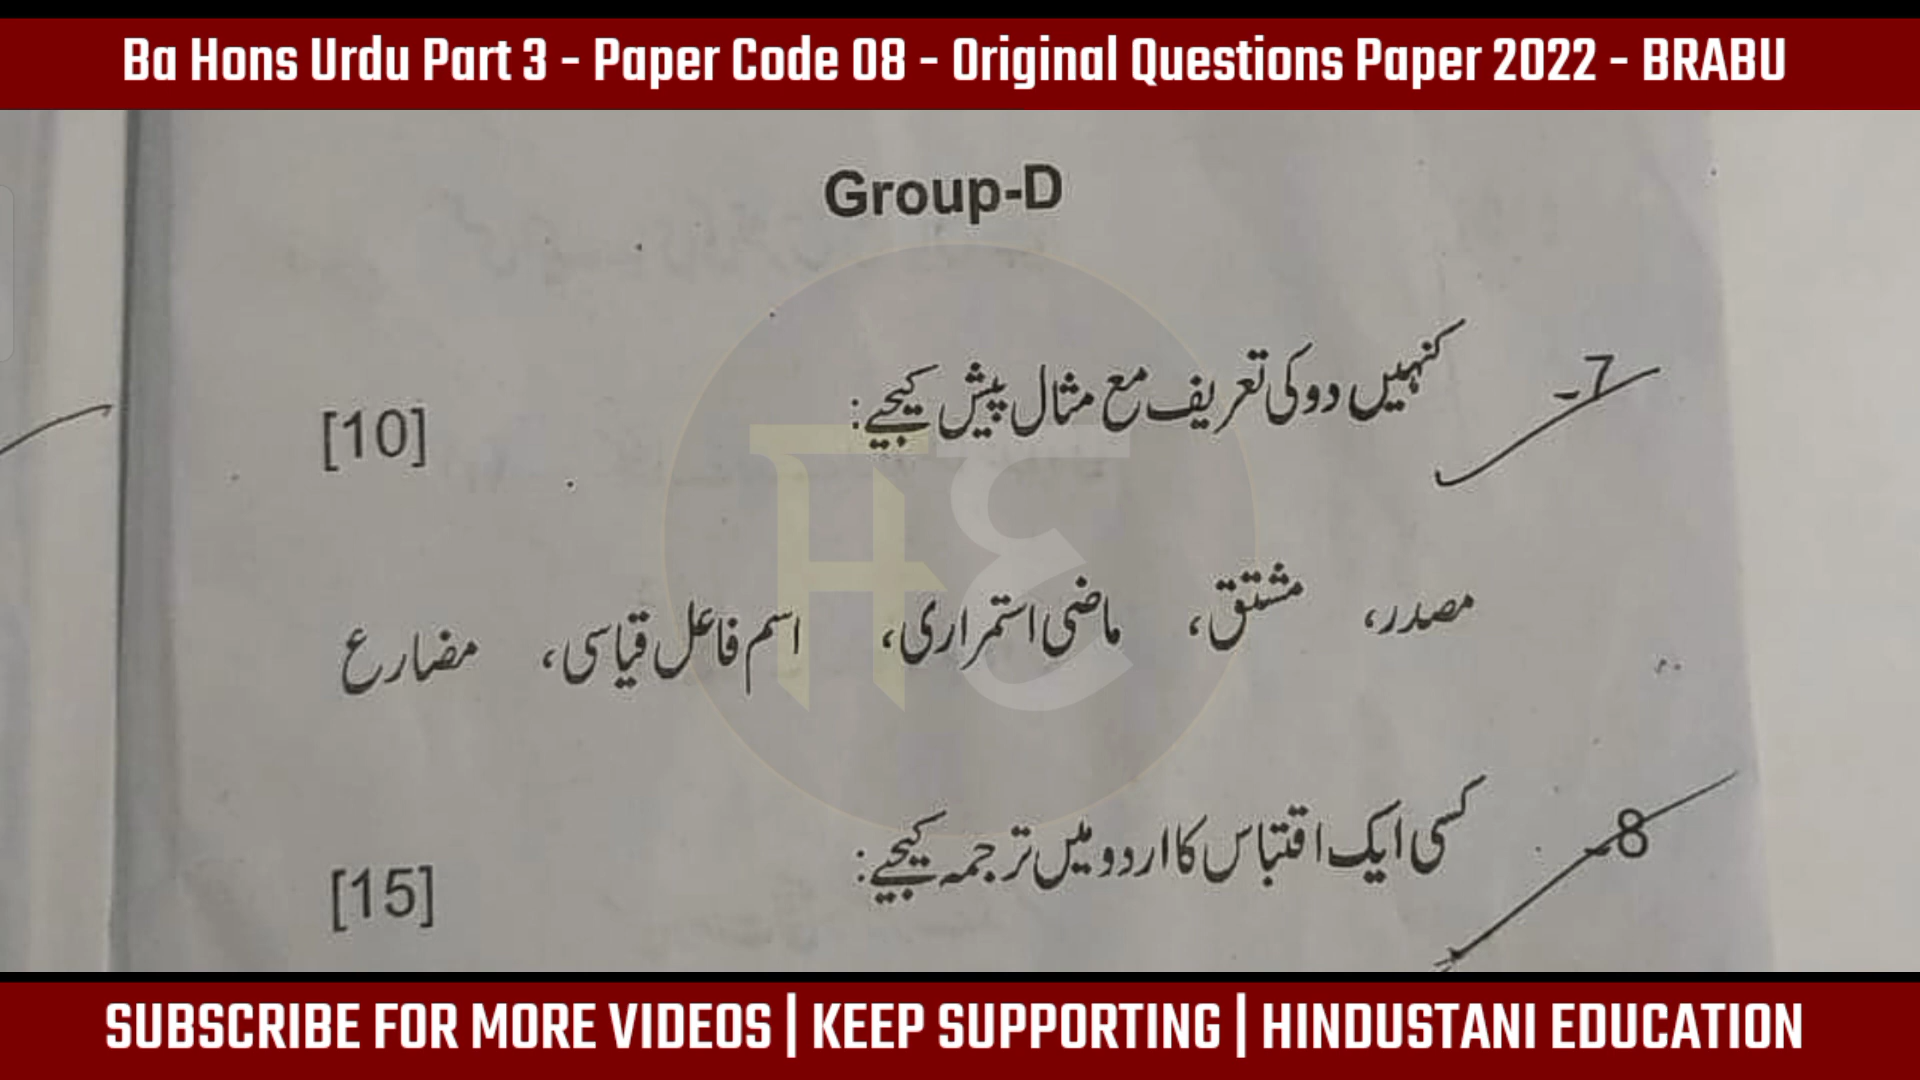 Ba Hons Urdu Part 3 - Paper Code 08 - Original Questions Paper 2022 - BRABU
Group-D
7۔ کنہیں دو کی تعریف مع مثال پیش کیجیے: [10]
مصدر، مشتق، ماضی استمراری، اسم فاعل قیاسی، مضارع
8۔ کسی ایک اقتباس کا اردو میں ترجمہ کیجیے: [15]
SUBSCRIBE FOR MORE VIDEOS | KEEP SUPPORTING | HINDUSTANI EDUCATION